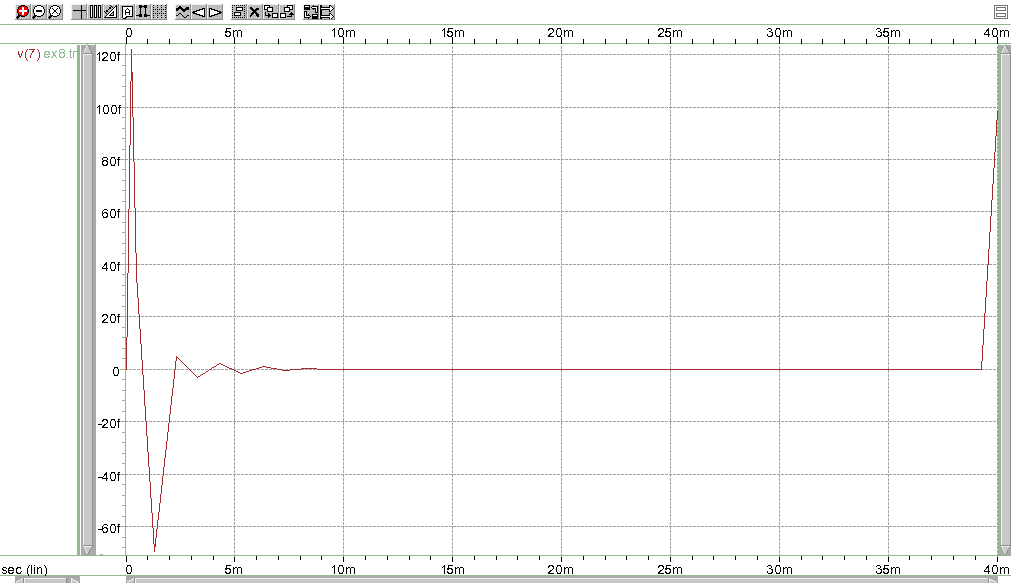 0 5m 10m 15m 20m 25m 30m 35m 40m
v(7) ex8.tr
120f
100f
80f
60f
40f
20f
0
-20f
-40f
-60f
sec (lin)
0 5m 10m 15m 20m 25m 30m 35m 40m